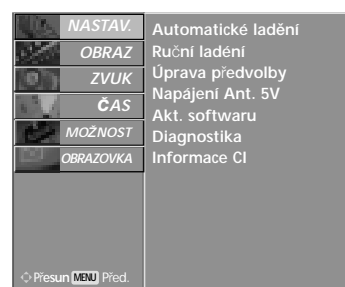 NASTAV.
OBRAZ
ZVUK
ČAS
MOŽNOST
OBRAZOVKA
Přesun MENU Před.
Automatické ladění
Ruční ladéní
Úprava předvolby
Napájení Ant. 5V
Akt. softwaru
Diagnostika
Informace CI